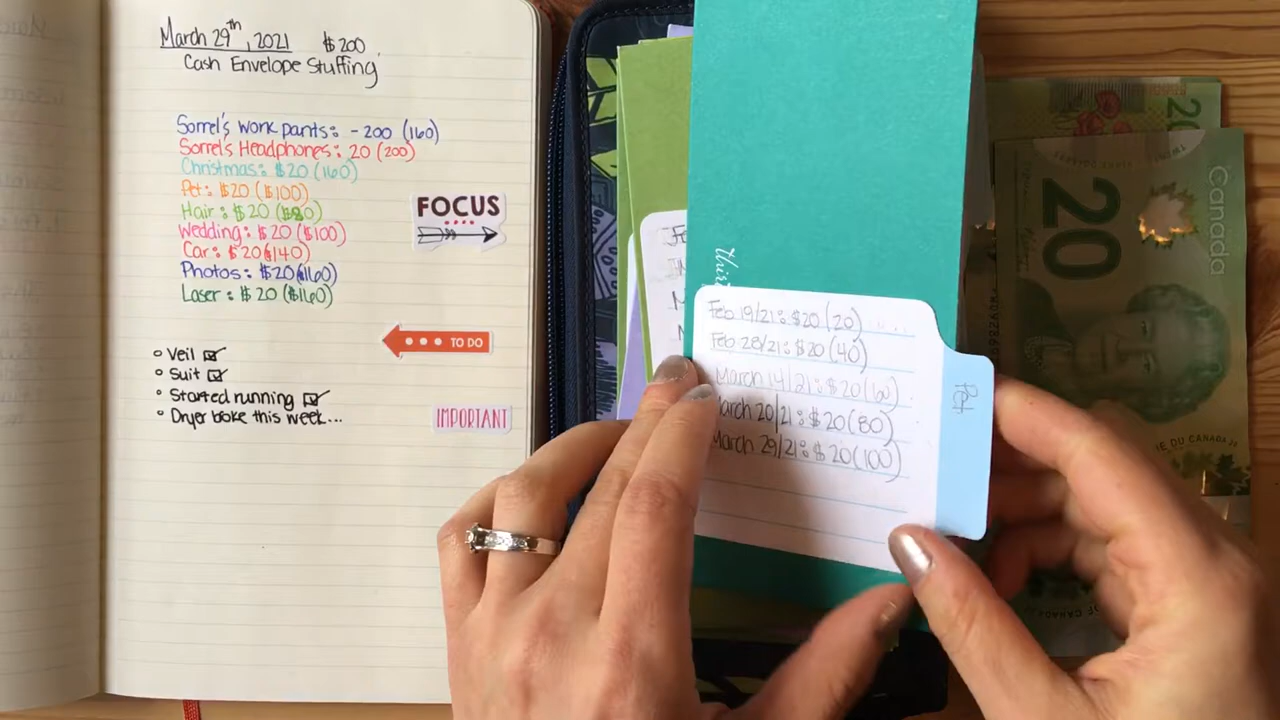 March 29th, 2021 $200
Cash Envelope Stuffing
Sorrel's work pants: -200 (160)
Sorrel's Headphones: 20 (200)
Christmas: $20 (160)
Pet: $20 ($100)
Hair: $20 ($80)
Wedding: $20 ($100)
Car: $20 ($140)
Photos: $20 ($160)
Laser: $20 ($160)
FOCUS
TO DO
Veil
Suit
Started running
Dryer broke this week...
IMPORTANT
Feb 19/21: $20 (20)
Feb 28/21: $20 (40)
March 14/21: $20 (60)
March 20/21: $20 (80)
March 29/21: $20 (100)
Pet
20
20
Canada